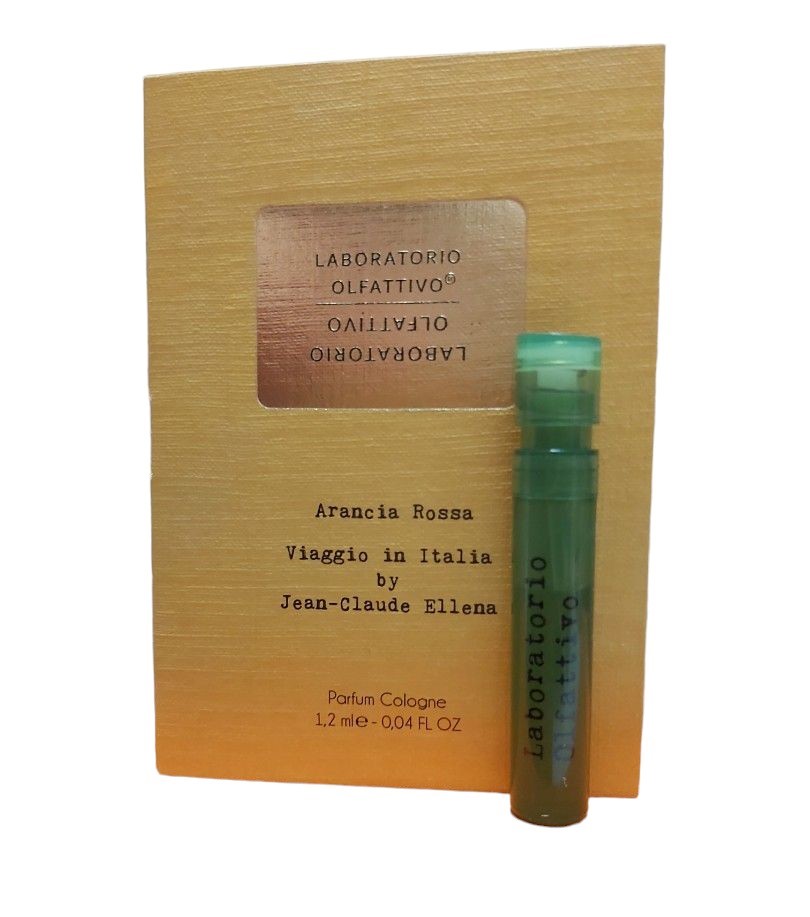 LABORATORIO
OLFATTIVO©
OLFATTIVO
LABORATORIO
Arancia Rossa
Viaggio in Italia
by
Jean-Claude Ellena
Parfum Cologne
1,2 ml℮ - 0,04 FL OZ
Laboratorio
Olfattivo